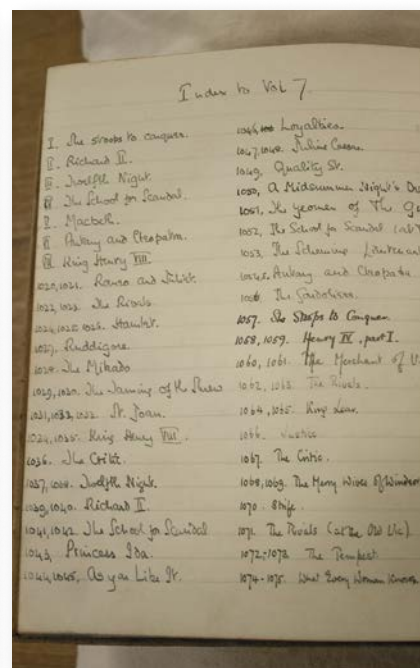 Index to Vol 7
I. She stoops to conquer.
II. Richard II.
III. Twelfth Night.
IV The School for Scandal.
V. Macbeth.
VI Antony and Cleopatra.
VII King Henry VIII.
1020, 1021. Romeo and Juliet.
1022, 1023. The Rivals
1024, 1025, 1026. Hamlet.
1027. Ruddigore.
1028. The Mikado
1029, 1030. The Taming of the Shrew
St. Joan.
1034, 1035. King Henry VIII.
1036. The Critic.
1037, 1038. Twelfth Night.
1039, 1040. Richard II.
1041, 1042. The School for Scandal
1043. Princess Ida.
1044, 1045, As you Like It.
1046, Loyalties.
1047, 1048. Julius Caesar.
1049. Quality St.
1050, A Midsummer Night's
1051, The Yeomen of The
1052, The School for Scandal
1053. The
Antony and Cleopatra
1056. The Gondoliers.
1057. She Stoops to Conquer.
1058, 1059. Henry IV, part I.
1060, 1061. The Merchant of
1062, 1063. The Rivals.
1064, 1065. King Lear.
1066. Justice
1067. The Critic.
1068, 1069. The Merry Wives of Windsor
1070. Strife.
1071. The Rivals (at the Old Vic).
1072-1073. The Tempest.
1074-1075. What Every Woman Knows.